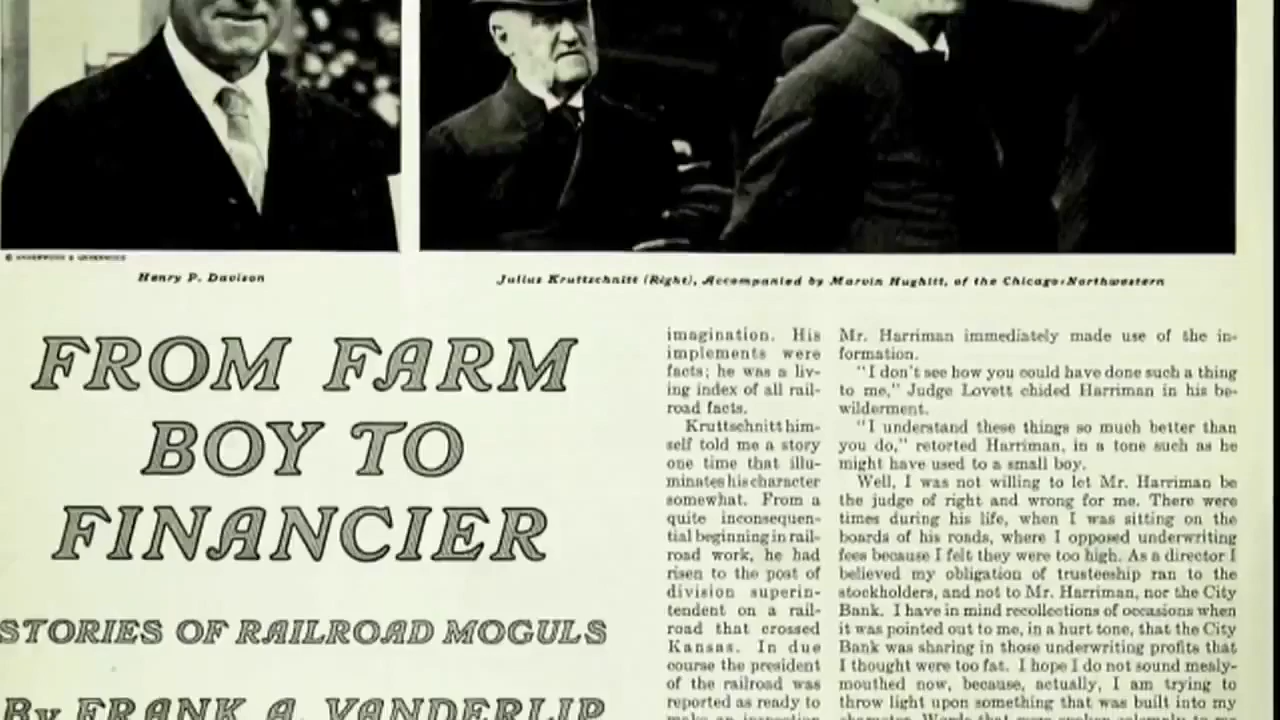 © UNDERWOOD & UNDERWOOD
Henry P. Davison
Julius Kruttschnitt (Right), Accompanied by Marvin Hughitt, of the Chicago-Northwestern
FROM FARM
BOY TO
FINANCIER
STORIES OF RAILROAD MOGULS
By FRANK A. VANDERLIP
imagination. His
implements were
facts; he was a liv-
ing index of all rail-
road facts.
Kruttschnitt him-
self told me a story
one time that illu-
minates his character
somewhat. From a
quite inconsequen-
tial beginning in rail-
road work, he had
risen to the post of
division superin-
tendent on a rail-
road that crossed
Kansas. In due
course the president
of the railroad was
reported as ready to
make an inspection
Mr. Harriman immediately made use of the in-
formation.
"I don't see how you could have done such a thing
to me," Judge Lovett chided Harriman in his be-
wilderment.
"I understand these things so much better than
you do," retorted Harriman, in a tone such as he
might have used to a small boy.
Well, I was not willing to let Mr. Harriman be
the judge of right and wrong for me. There were
times during his life, when I was sitting on the
boards of his roads, where I opposed underwriting
fees because I felt they were too high. As a director I
believed my obligation of trusteeship ran to the
stockholders, and not to Mr. Harriman, nor the City
Bank. I have in mind recollections of occasions when
it was pointed out to me, in a hurt tone, that the City
Bank was sharing in those underwriting profits that
I thought were too fat. I hope I do not sound mealy-
mouthed now, because, actually, I am trying to
throw light upon something that was built into my